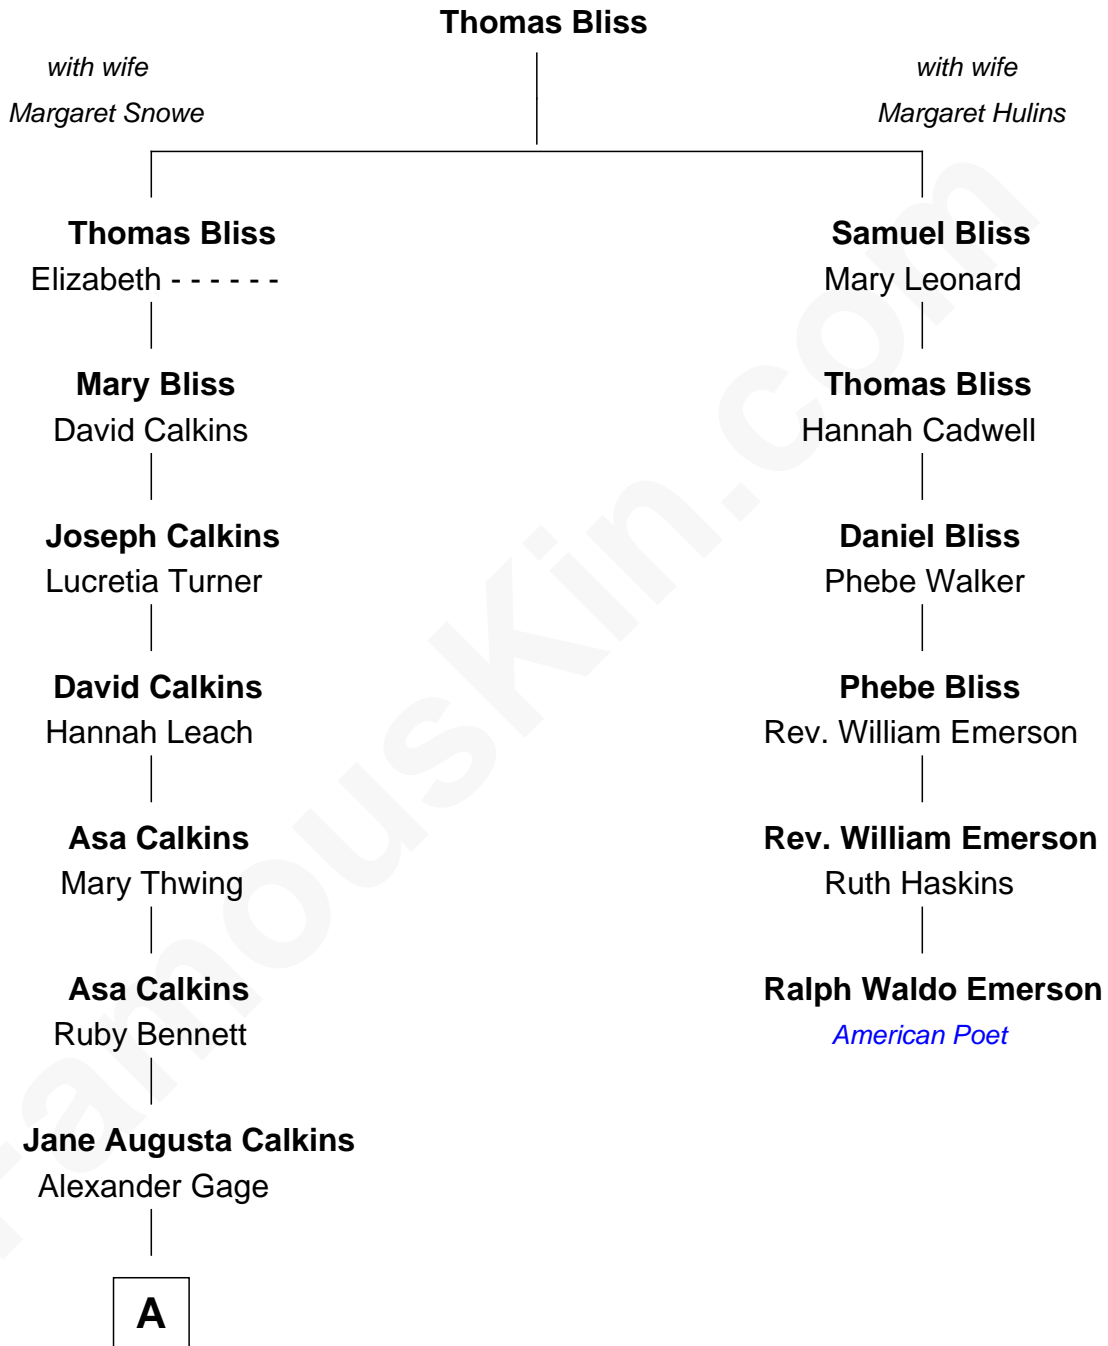 Thomas Bliss
with wife
Margaret Snowe
with wife
Margaret Hulins
Thomas Bliss
Elizabeth - - - - - -
Mary Bliss
David Calkins
Joseph Calkins
Lucretia Turner
David Calkins
Hannah Leach
Asa Calkins
Mary Thwing
Asa Calkins
Ruby Bennett
Jane Augusta Calkins
Alexander Gage
A
Samuel Bliss
Mary Leonard
Thomas Bliss
Hannah Cadwell
Daniel Bliss
Phebe Walker
Phebe Bliss
Rev. William Emerson
Rev. William Emerson
Ruth Haskins
Ralph Waldo Emerson
American Poet
FamousKin.com